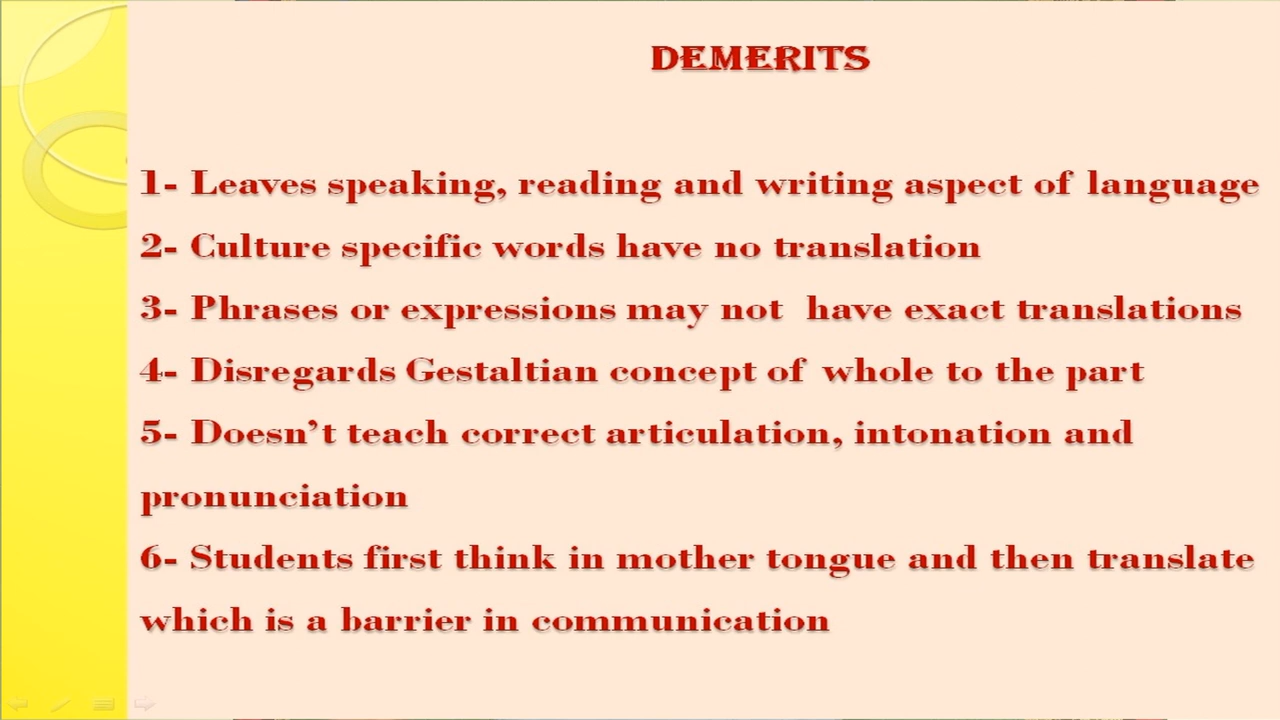 DEMERITS
1- Leaves speaking, reading and writing aspect of language
2- Culture specific words have no translation
3- Phrases or expressions may not have exact translations
4- Disregards Gestaltian concept of whole to the part
5- Doesn't teach correct articulation, intonation and
pronunciation
6- Students first think in mother tongue and then translate
which is a barrier in communication